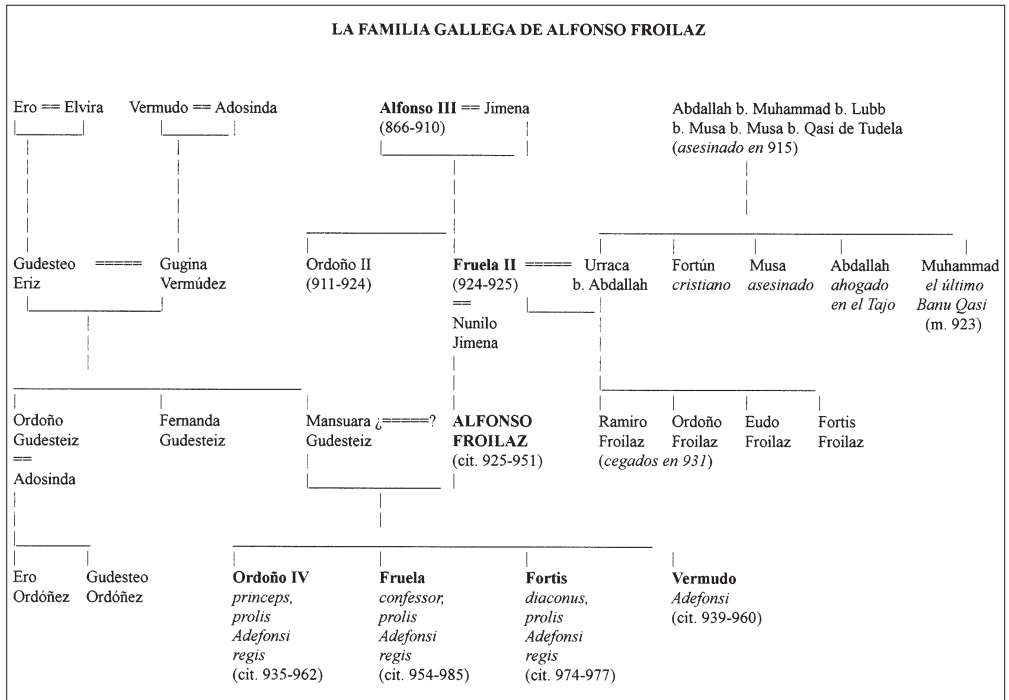 LA FAMILIA GALLEGA DE ALFONSO FROILAZ
Ero == Elvira
Vermudo == Adosinda
Alfonso III == Jimena
(866-910)
Abdallah b. Muhammad b. Lubb
b. Musa b. Musa b. Qasi de Tudela
(asesinado en 915)
Gudesteo =====
Eriz
Gugina
Vermúdez
Ordoño II
(911-924)
Fruela II =====
(924-925)
==
Nunilo
Jimena
Urraca
b. Abdallah
Fortún
cristiano
Musa
asesinado
Abdallah
ahogado
en el Tajo
Muhammad
el último
Banu Qasi
(m. 923)
Ordoño
Gudesteiz
==
Adosinda
Fernanda
Gudesteiz
Mansuara ¿=====?
Gudesteiz
ALFONSO
FROILAZ
(cit. 925-951)
Ramiro
Froilaz
(cegados en 931)
Ordoño
Froilaz
Eudo
Froilaz
Fortis
Froilaz
Ero
Ordóñez
Gudesteo
Ordóñez
Ordoño IV
princeps,
prolis
Adefonsi
regis
(cit. 935-962)
Fruela
confessor,
prolis
Adefonsi
regis
(cit. 954-985)
Fortis
diaconus,
prolis
Adefonsi
regis
(cit. 974-977)
Vermudo
Adefonsi
(cit. 939-960)